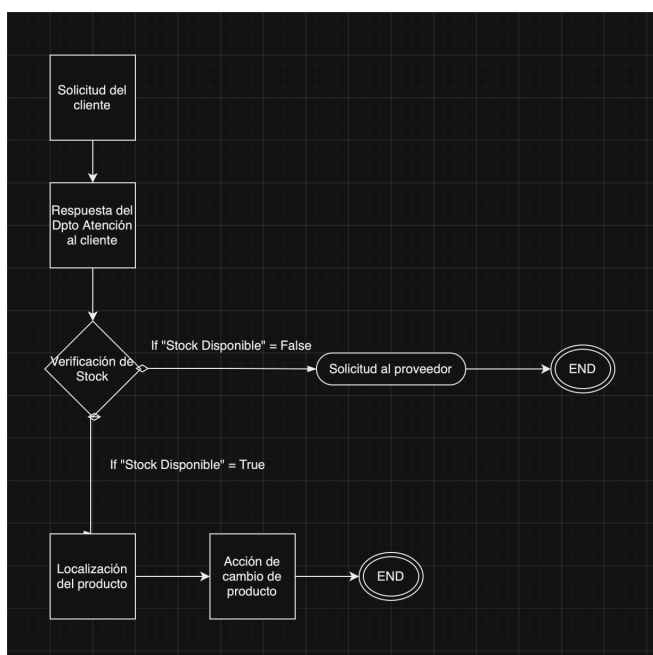 Solicitud del
cliente
Respuesta del
Dpto Atención
al cliente
Verificación de
Stock
If "Stock Disponible" = False
Solicitud al proveedor
END
If "Stock Disponible" = True
Localización
del producto
Acción de
cambio de
producto
END